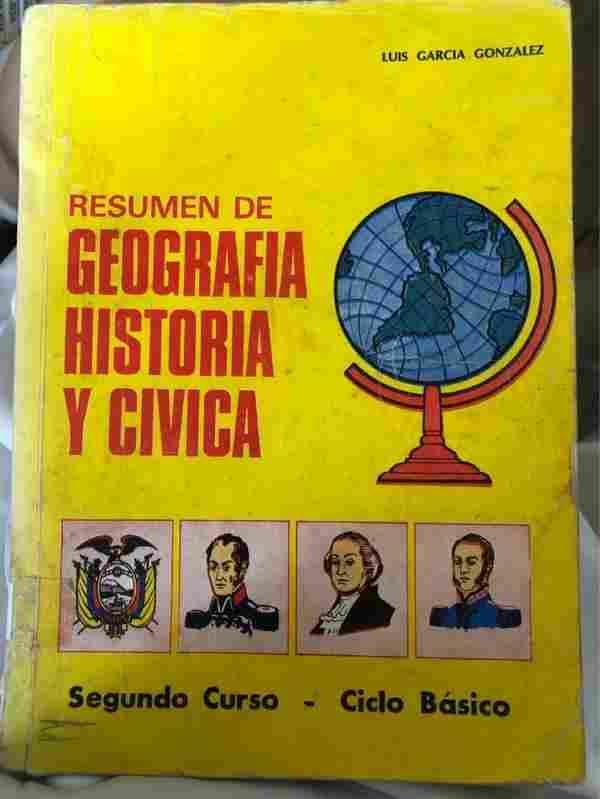 LUIS GARCIA GONZALEZ
RESUMEN DE
GEOGRAFIA
HISTORIA
Y CIVICA
Segundo Curso - Ciclo Básico